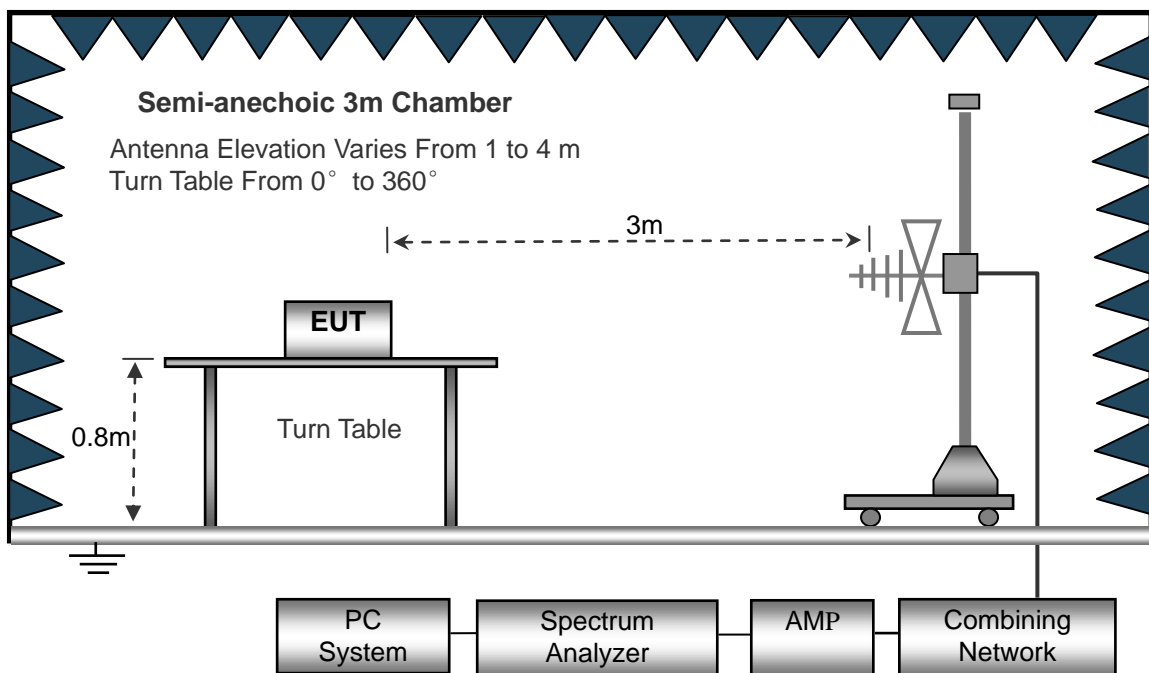 Semi-anechoic 3m Chamber
Antenna Elevation Varies From 1 to 4 m
Turn Table From 0° to 360°
3m
EUT
0.8m
Turn Table
PC
System
Spectrum
Analyzer
AMP
Combining
Network